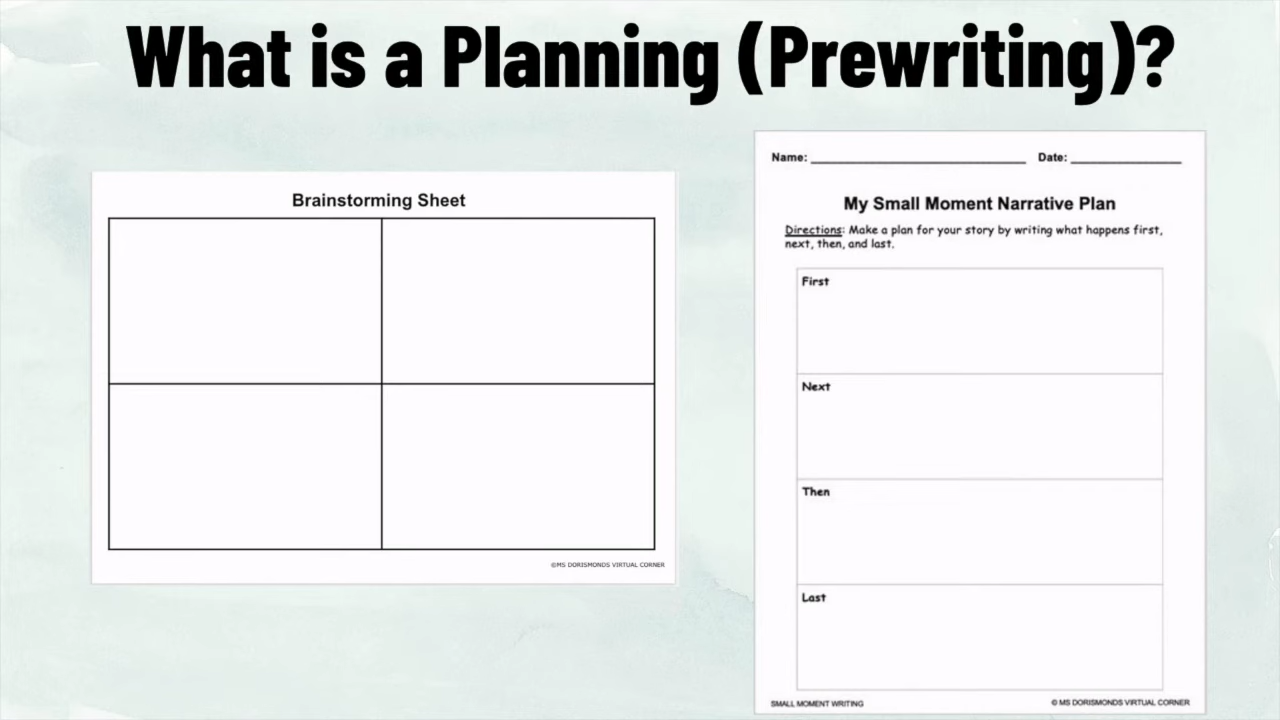 What is a Planning (Prewriting)?
Brainstorming Sheet
©MS DORISMONDS VIRTUAL CORNER
Name: ________________________________ Date: ________________
My Small Moment Narrative Plan
Directions: Make a plan for your story by writing what happens first,
next, then, and last.
First
Next
Then
Last
SMALL MOMENT WRITING
© MS DORISMONDS VIRTUAL CORNER